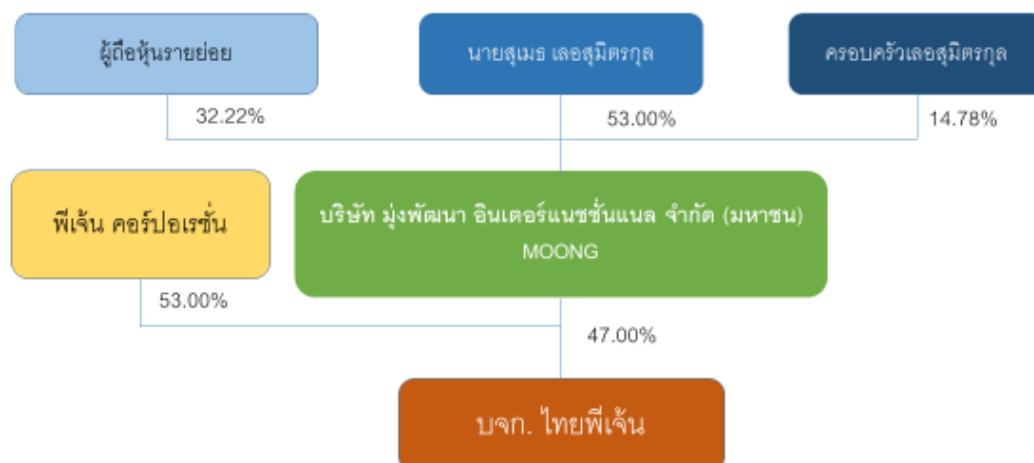 ผู้ถือหุ้นรายย่อย
นายสุเมธ เลอสุมิตรกุล
ครอบครัวเลอสุมิตรกุล
32.22%
53.00%
14.78%
พีเจ้น คอร์ปอเรชั่น
บริษัท มุ่งพัฒนา อินเตอร์แนชชั่นแนล จำกัด (มหาชน)
MOONG
53.00%
47.00%
บจก. ไทยพีเจ้น